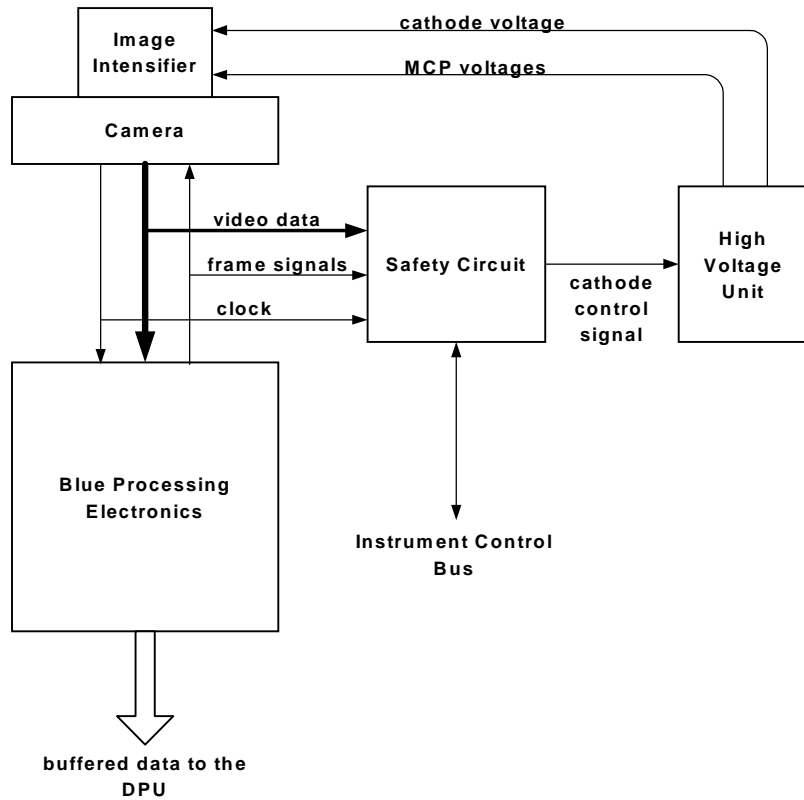 Image
Intensifier
cathode voltage
MCP voltages
Camera
video data
frame signals
clock
Safety Circuit
cathode
control
signal
High
Voltage
Unit
Blue Processing
Electronics
Instrument Control
Bus
buffered data to the
DPU